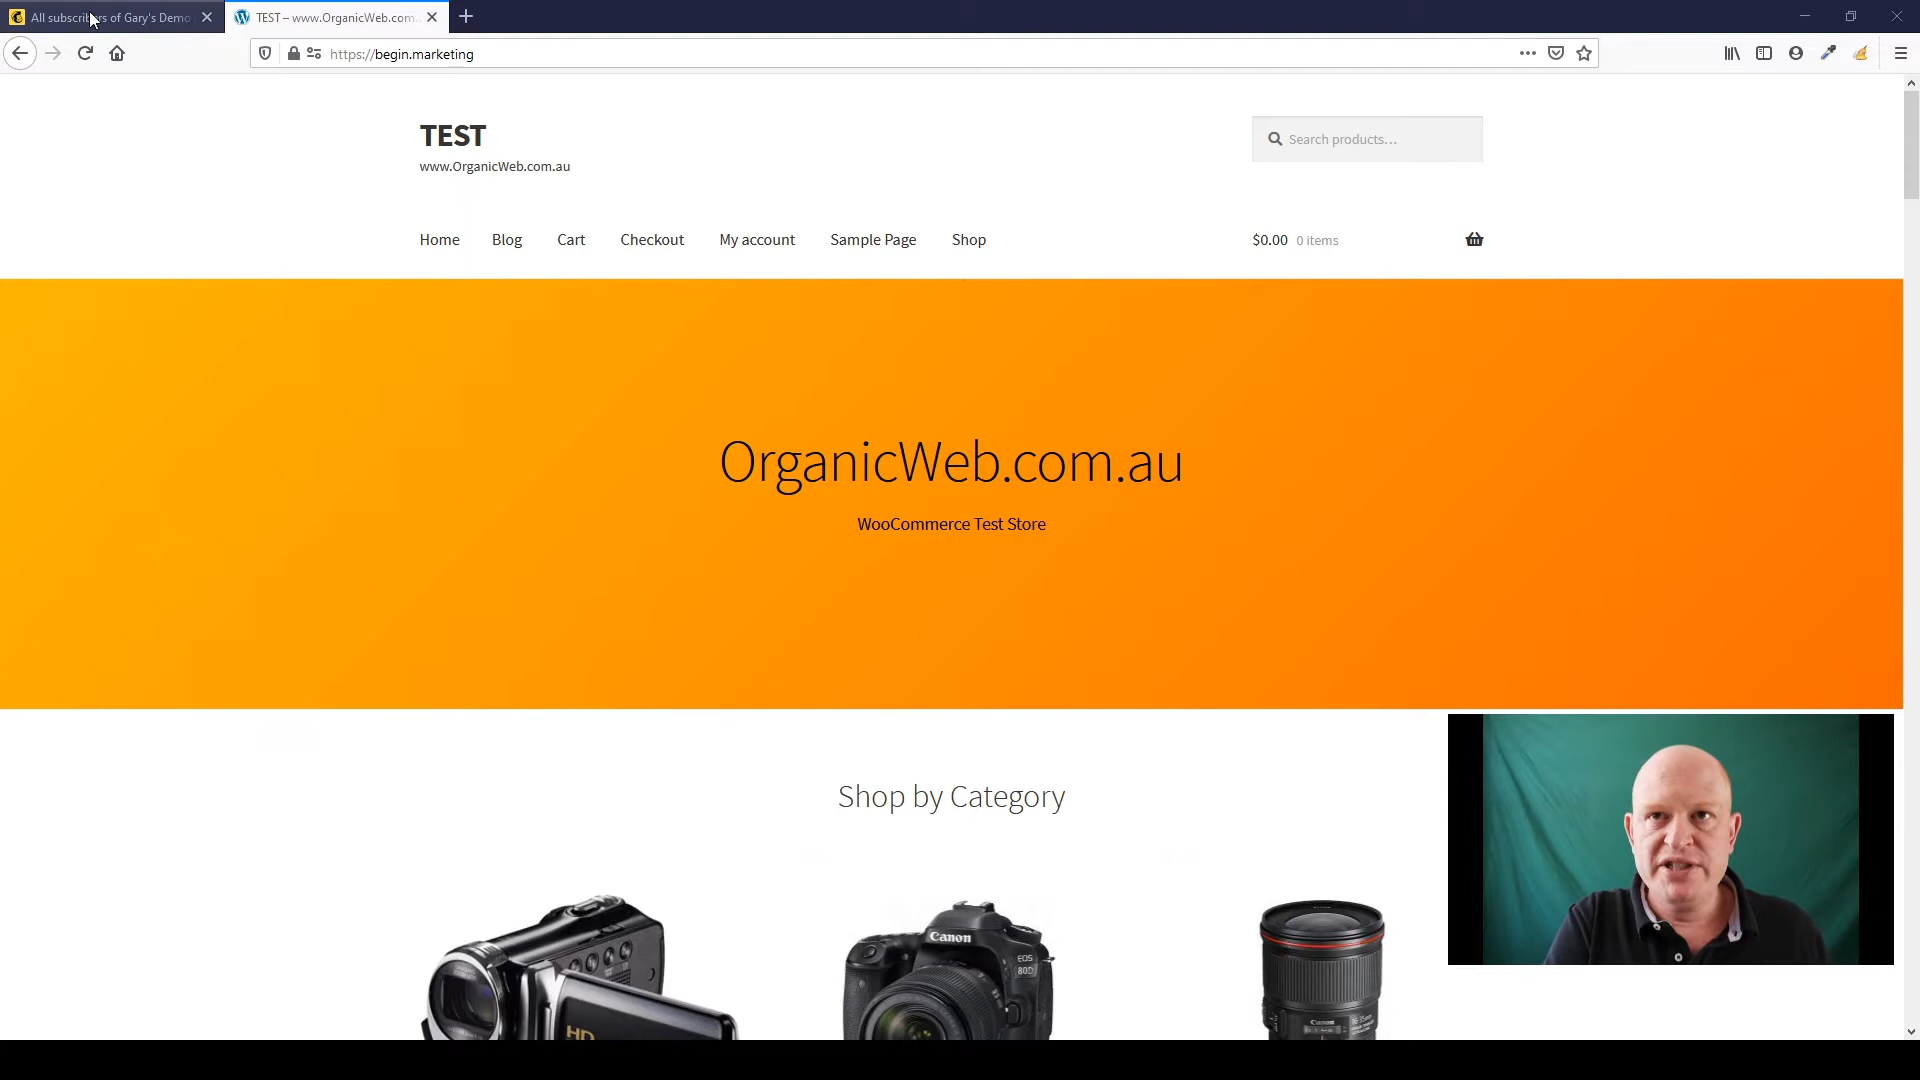 All subscribers of Gary's Demo
TEST – www.OrganicWeb.com.
https://begin.marketing
TEST
www.OrganicWeb.com.au
Search products…
Home Blog Cart Checkout My account Sample Page Shop
$0.00 0 items
OrganicWeb.com.au
WooCommerce Test Store
Shop by Category
HD
Canon
EOS
80D
Canon